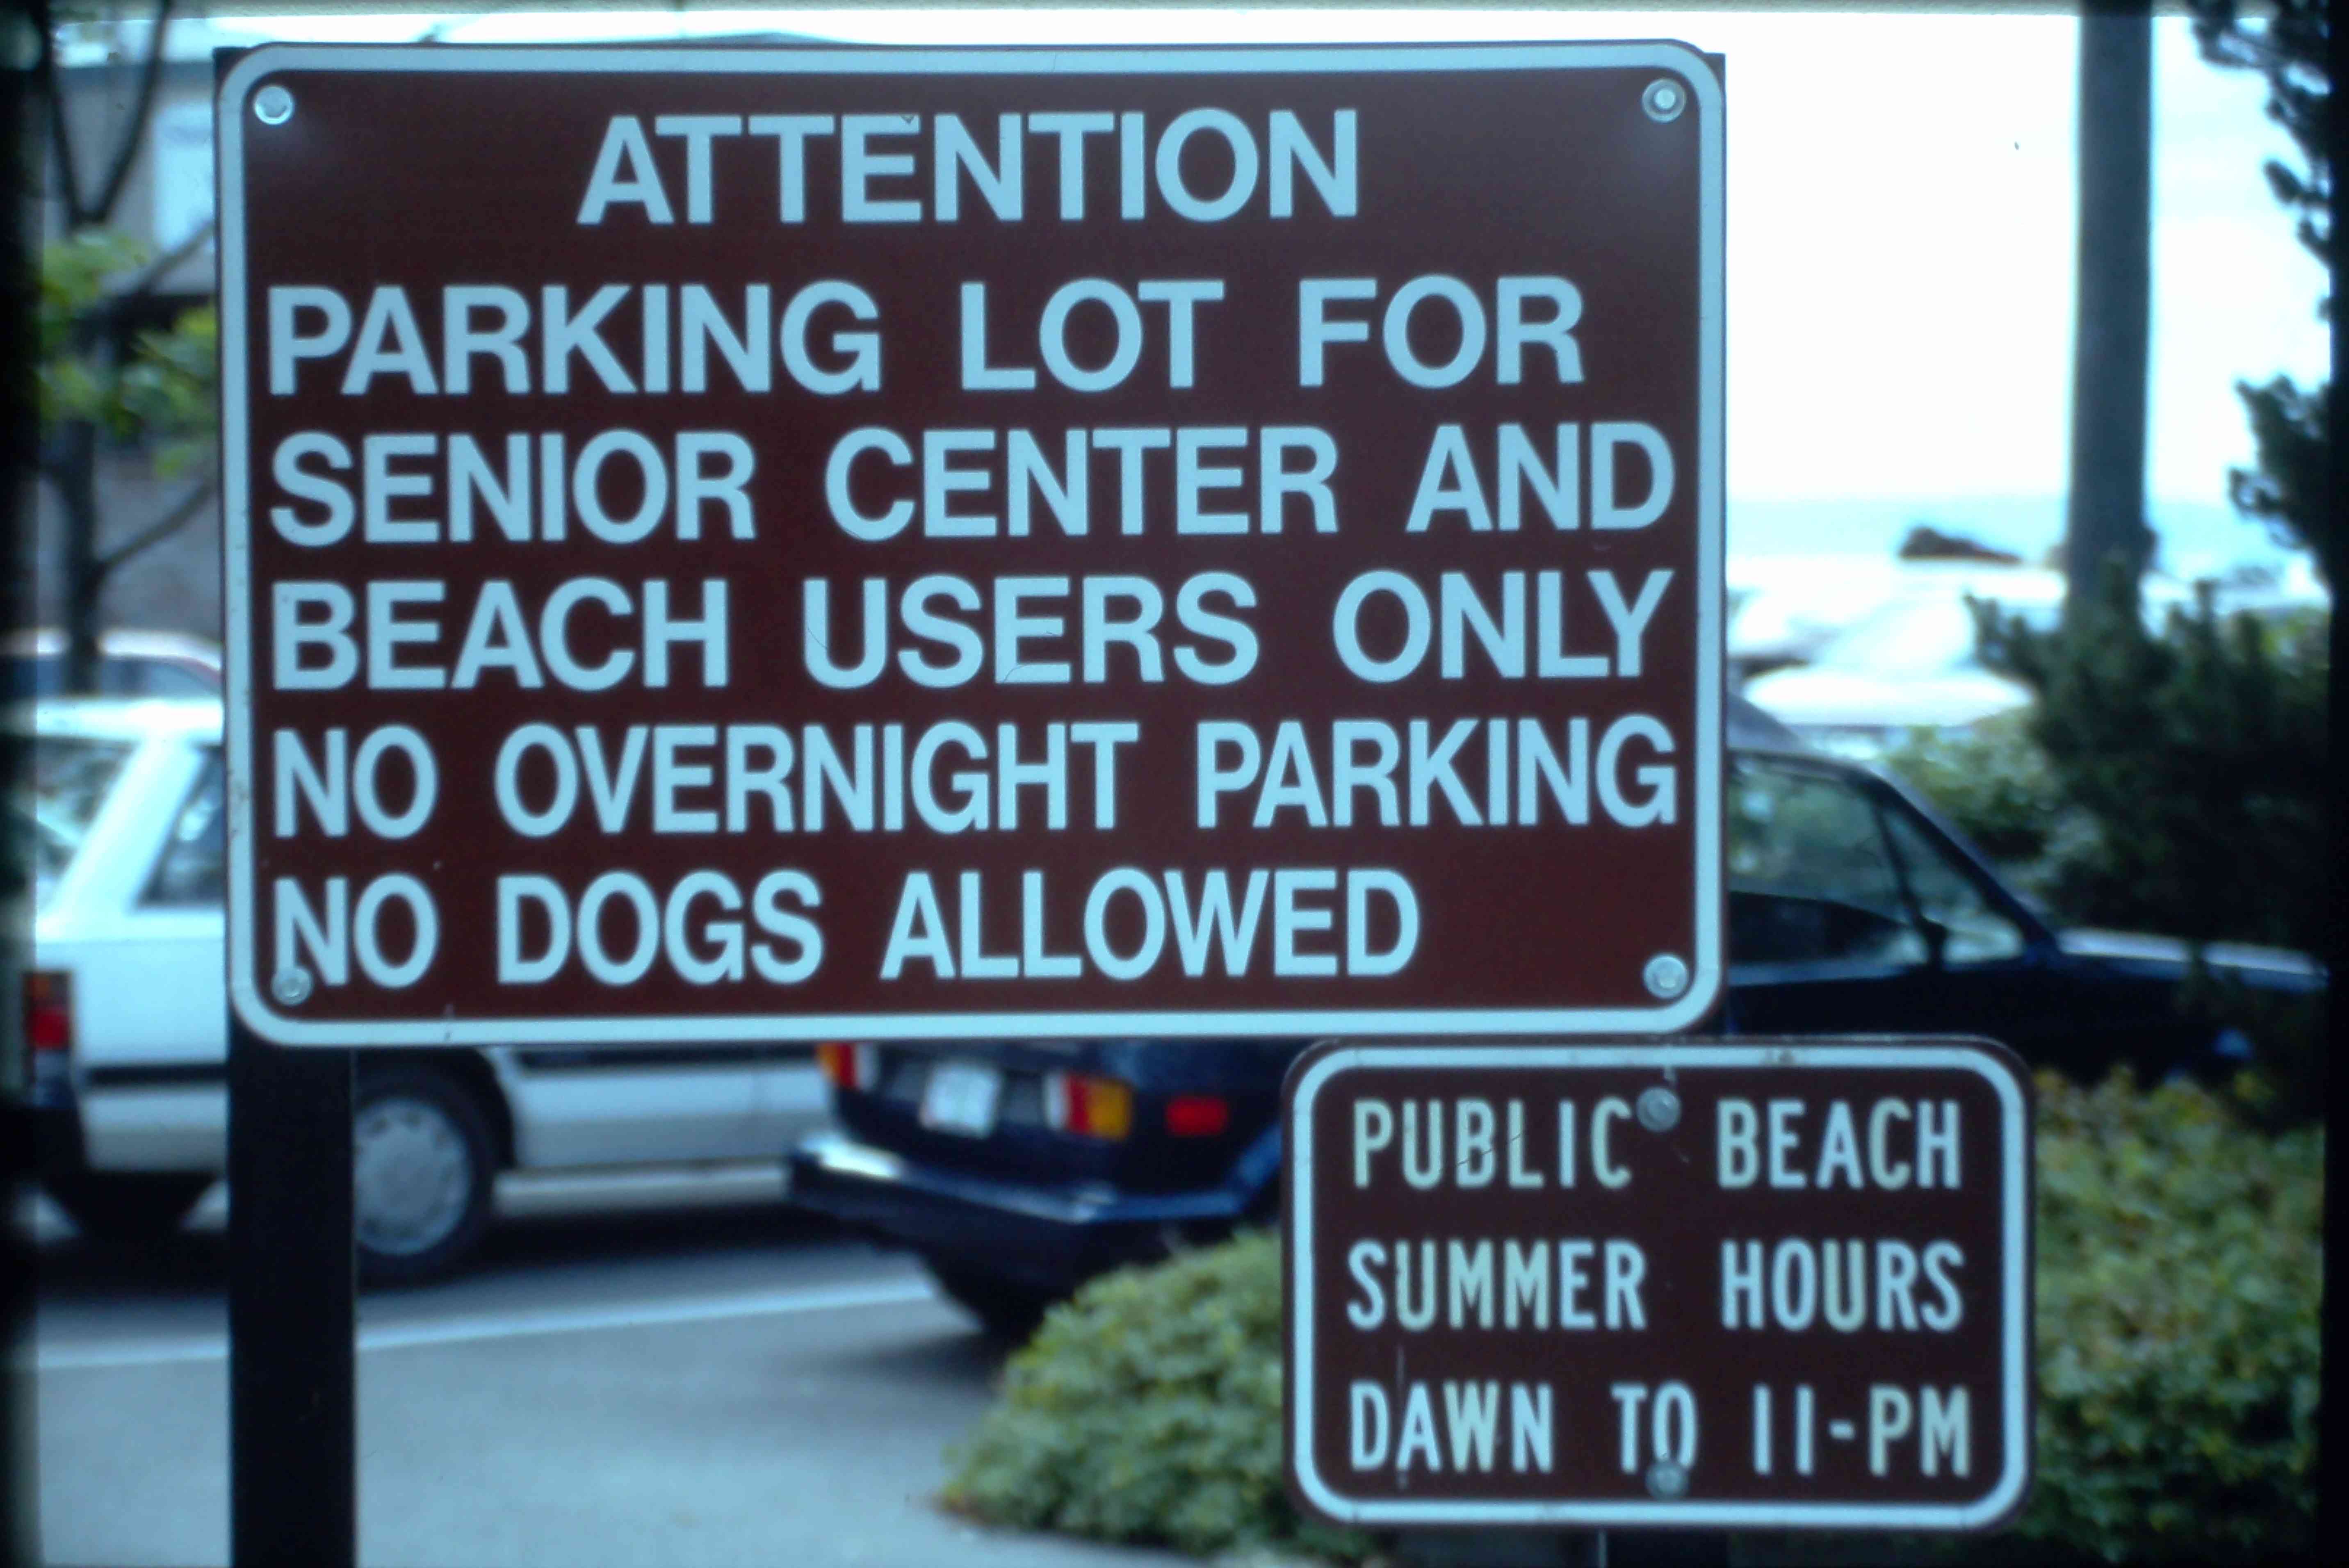 ATTENTION
PARKING LOT FOR
SENIOR CENTER AND
BEACH USERS ONLY
NO OVERNIGHT PARKING
NO DOGS ALLOWED
PUBLIC BEACH
SUMMER HOURS
DAWN TO 11-PM